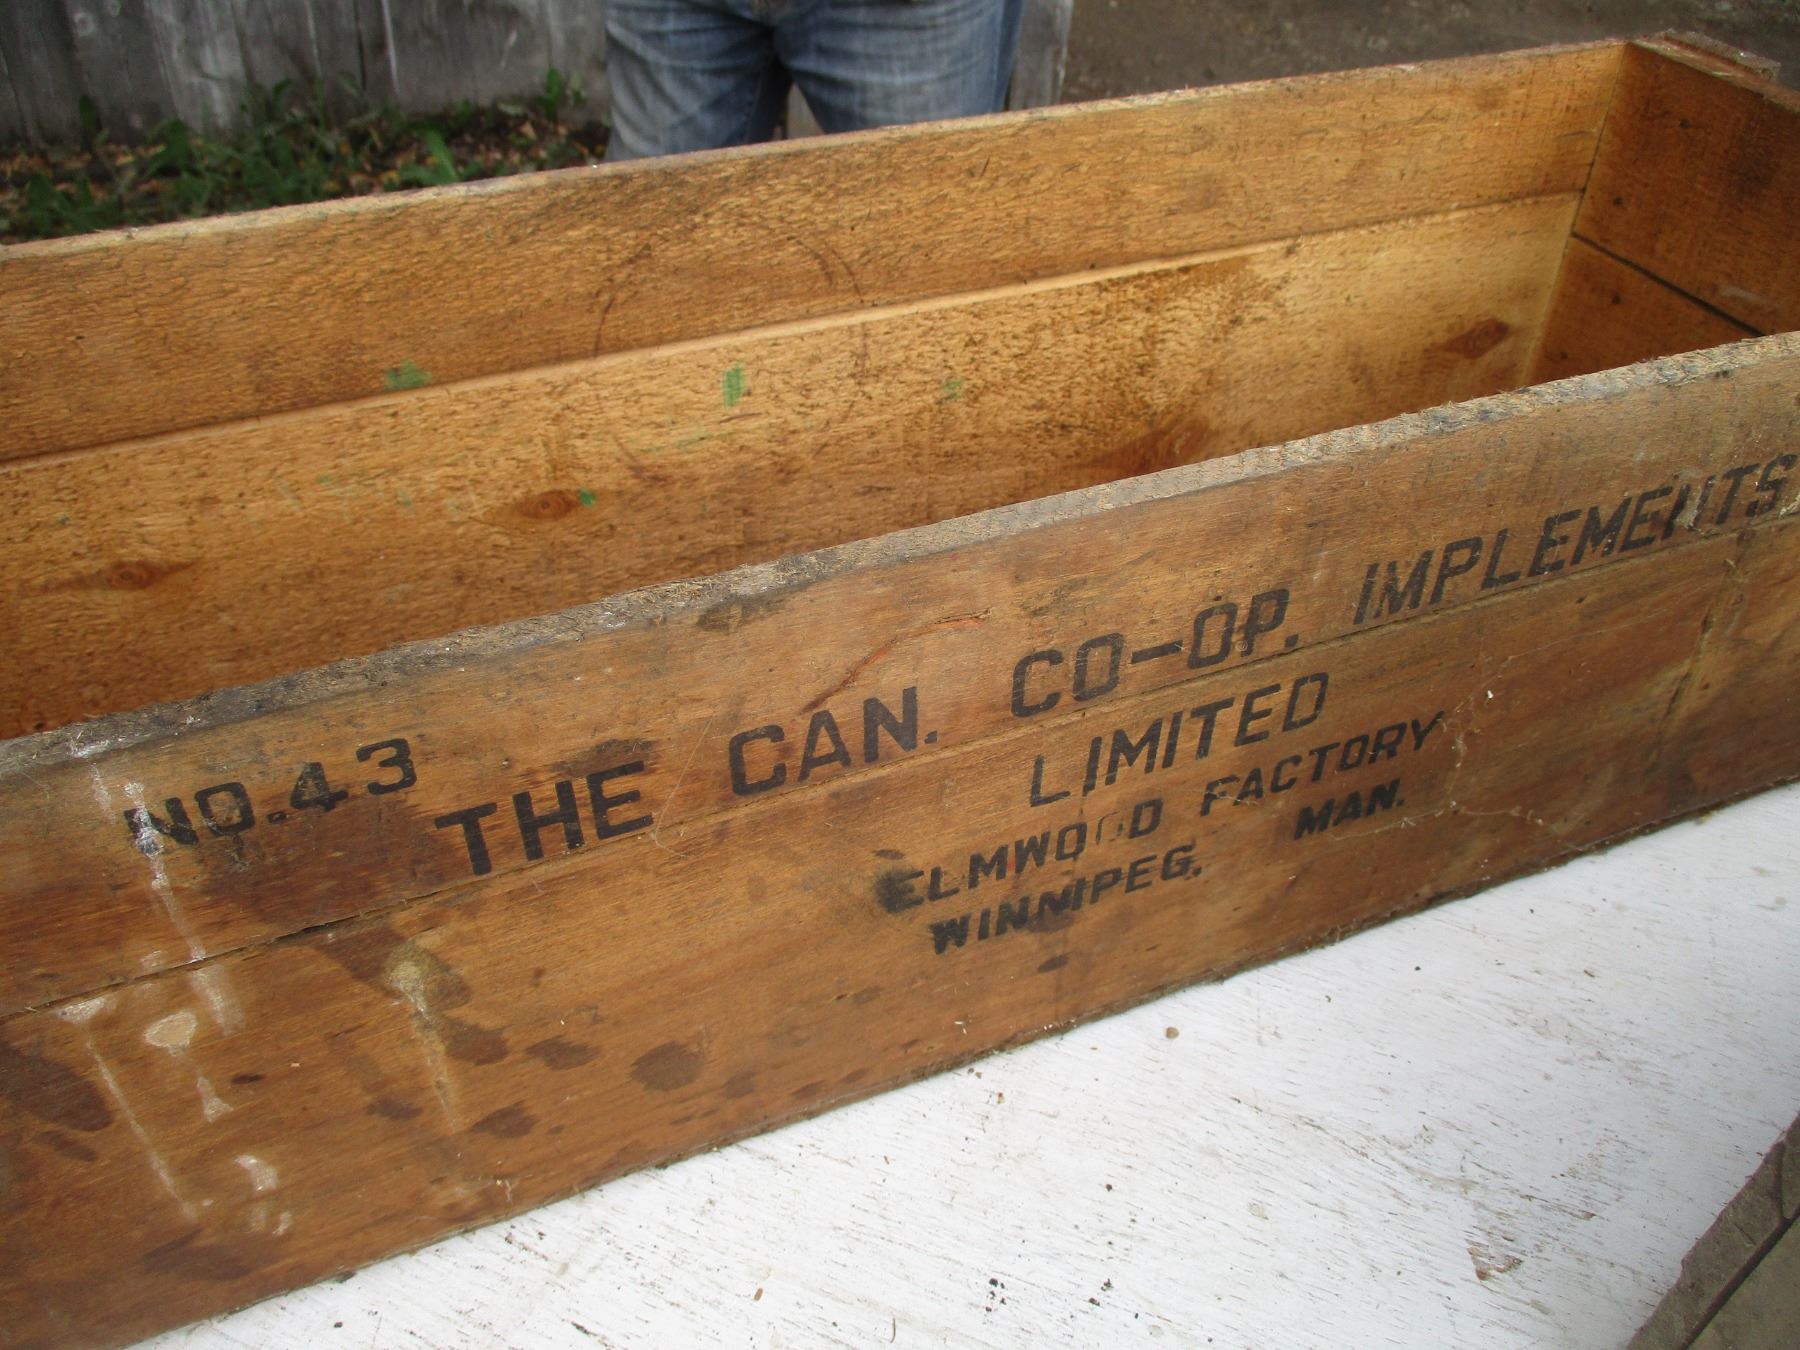 NO.43
THE CAN. CO-OP. IMPLEMENTS
LIMITED
ELMWOOD FACTORY
WINNIPEG, MAN.